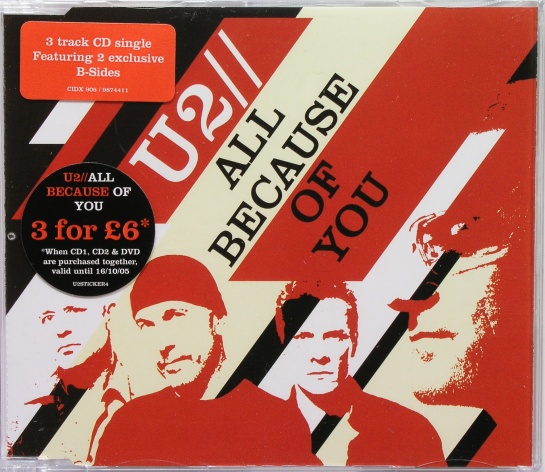 3 track CD single
Featuring 2 exclusive
B-Sides
CIDX 906 / 9874411
U2//
ALL
BECAUSE
OF
YOU
U2//ALL
BECAUSE OF
YOU
3 for £6*
*When CD1, CD2 & DVD
are purchased together,
valid until 16/10/05
U2STICKER4